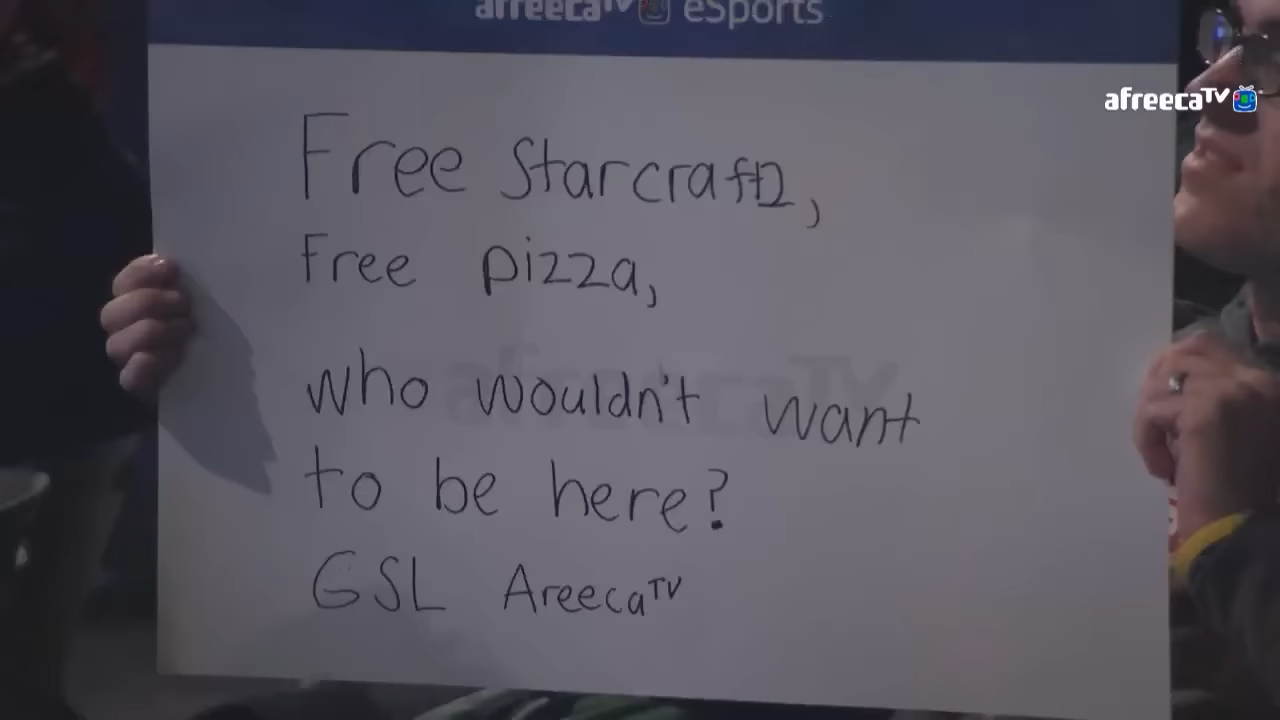 afreecaTV eSports
afreecaTV
Free Starcraft2,
Free pizza,
who wouldn't want
to be here?
GSL AreecaTV